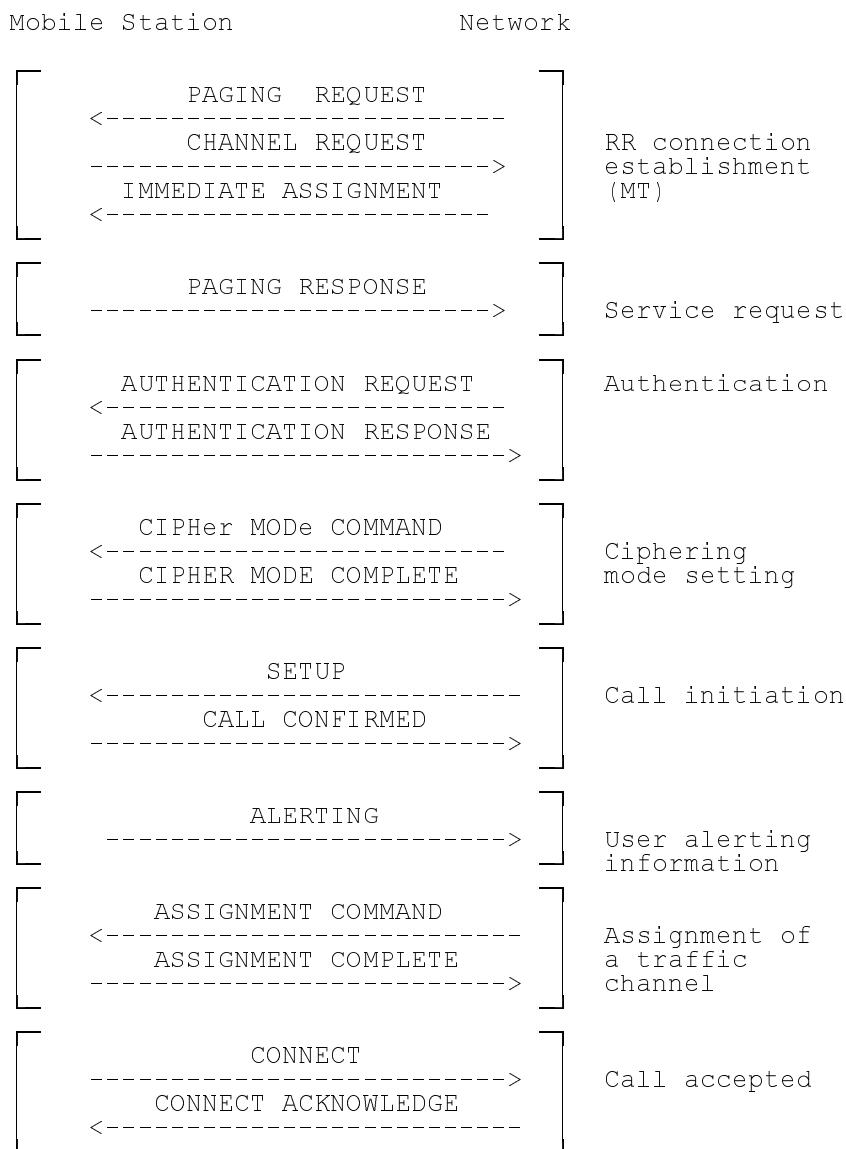 Mobile Station Network
PAGING REQUEST
<-------------------------
CHANNEL REQUEST
------------------------->
RR connection
establishment
IMMEDIATE ASSIGNMENT
(MT)
<------------------------
PAGING RESPONSE
------------------------->
Service request
AUTHENTICATION REQUEST
Authentication
<-------------------------
AUTHENTICATION RESPONSE
-------------------------->
CIPHer MODe COMMAND
<-------------------------
Ciphering
CIPHER MODE COMPLETE
mode setting
-------------------------->
SETUP
<--------------------------
Call initiation
CALL CONFIRMED
-------------------------->
ALERTING
------------------------->
User alerting
information
ASSIGNMENT COMMAND
<--------------------------
Assignment of
ASSIGNMENT COMPLETE
a traffic
-------------------------->
channel
CONNECT
-------------------------->
Call accepted
CONNECT ACKNOWLEDGE
<--------------------------